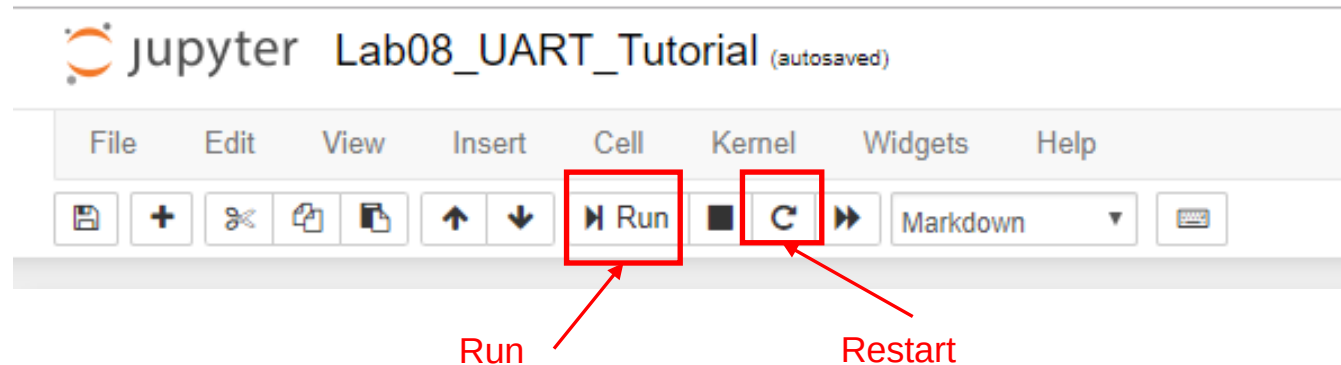 jupyter Lab08_UART_Tutorial (autosaved)
File Edit View Insert Cell Kernel Widgets Help
Run Markdown
Run Restart